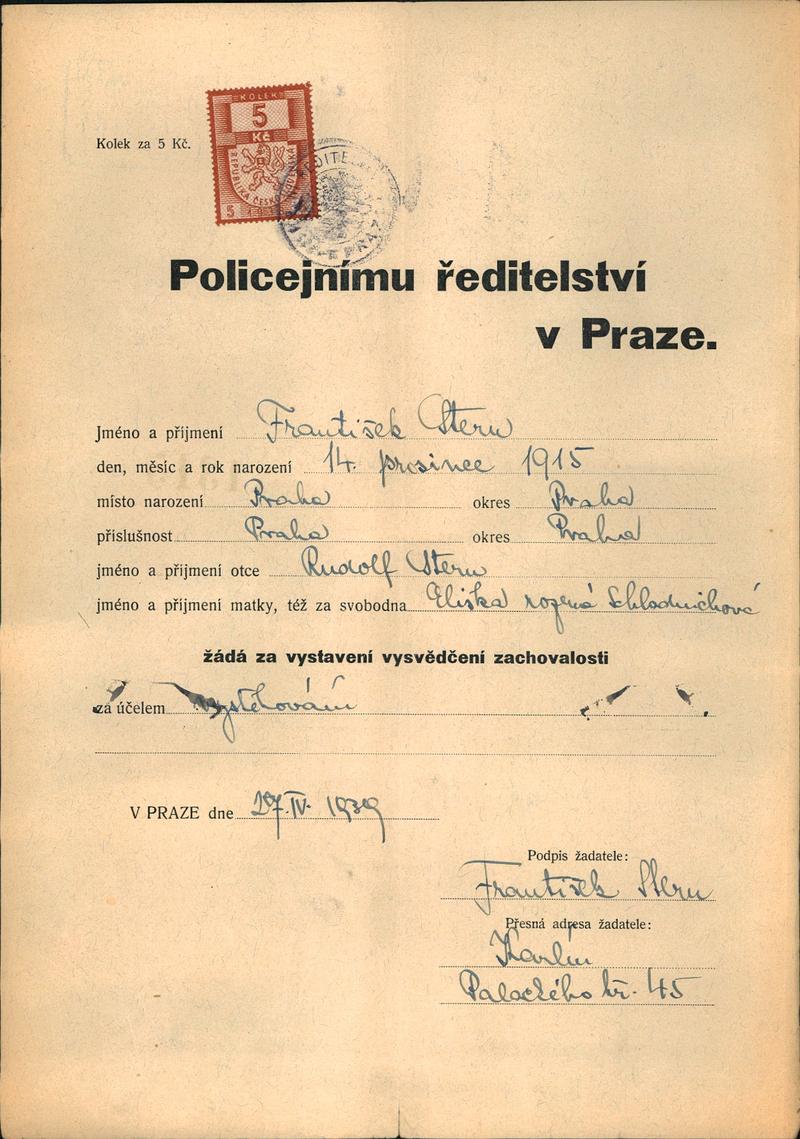 KOLEK
5
Kč
Kolek za 5 Kč.
REPUBLIKA ČESKOSLOVENSKÁ
Policejnímu ředitelství
v Praze.
Jméno a příjmení František Stern
den, měsíc a rok narození 14. prosince 1915
místo narození Praha okres Praha
příslušnost Praha okres Praha
jméno a příjmení otce Rudolf Stern
jméno a příjmení matky, též za svobodna Eliška rozená Schladnichová
žádá za vystavení vysvědčení zachovalosti
za účelem vystěhování
V PRAZE dne 27. IV. 1939
Podpis žadatele:
František Stern
Přesná adresa žadatele:
Karlín
Palackého tř. 45